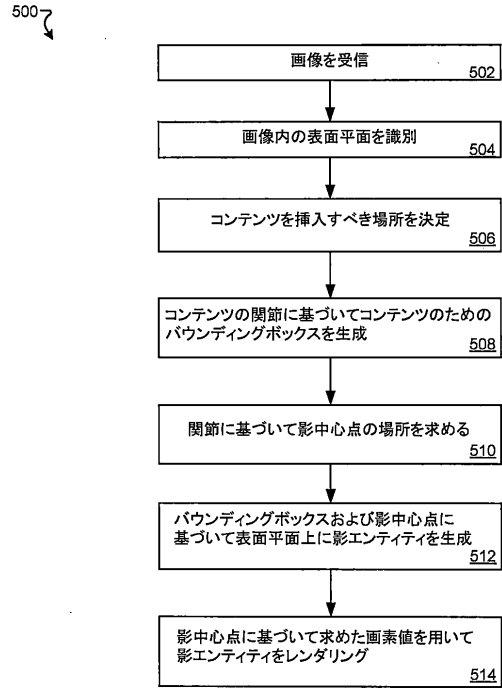 500
画像を受信
502
画像内の表面平面を識別
504
コンテンツを挿入すべき場所を決定
506
コンテンツの関節に基づいてコンテンツのための
バウンディングボックスを生成
508
関節に基づいて影中心点の場所を求める
510
バウンディングボックスおよび影中心点に
基づいて表面平面上に影エンティティを生成
512
影中心点に基づいて求めた画素値を用いて
影エンティティをレンダリング
514